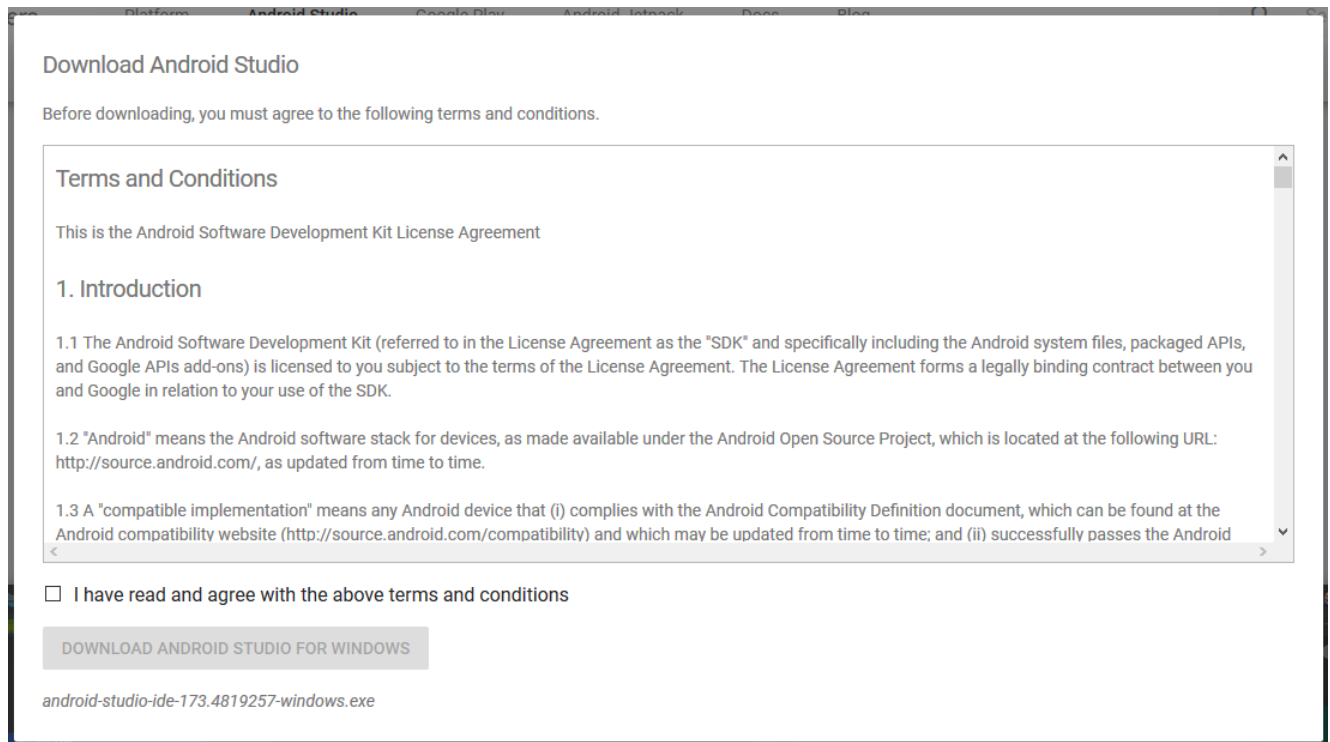 Platform Android Studio Google Play Android Jetpack Docs Blog
Download Android Studio
Before downloading, you must agree to the following terms and conditions.
Terms and Conditions
This is the Android Software Development Kit License Agreement
1. Introduction
1.1 The Android Software Development Kit (referred to in the License Agreement as the "SDK" and specifically including the Android system files, packaged APIs,
and Google APIs add-ons) is licensed to you subject to the terms of the License Agreement. The License Agreement forms a legally binding contract between you
and Google in relation to your use of the SDK.
1.2 "Android" means the Android software stack for devices, as made available under the Android Open Source Project, which is located at the following URL:
http://source.android.com/, as updated from time to time.
1.3 A "compatible implementation" means any Android device that (i) complies with the Android Compatibility Definition document, which can be found at the
Android compatibility website (http://source.android.com/compatibility) and which may be updated from time to time; and (ii) successfully passes the Android
I have read and agree with the above terms and conditions
DOWNLOAD ANDROID STUDIO FOR WINDOWS
android-studio-ide-173.4819257-windows.exe